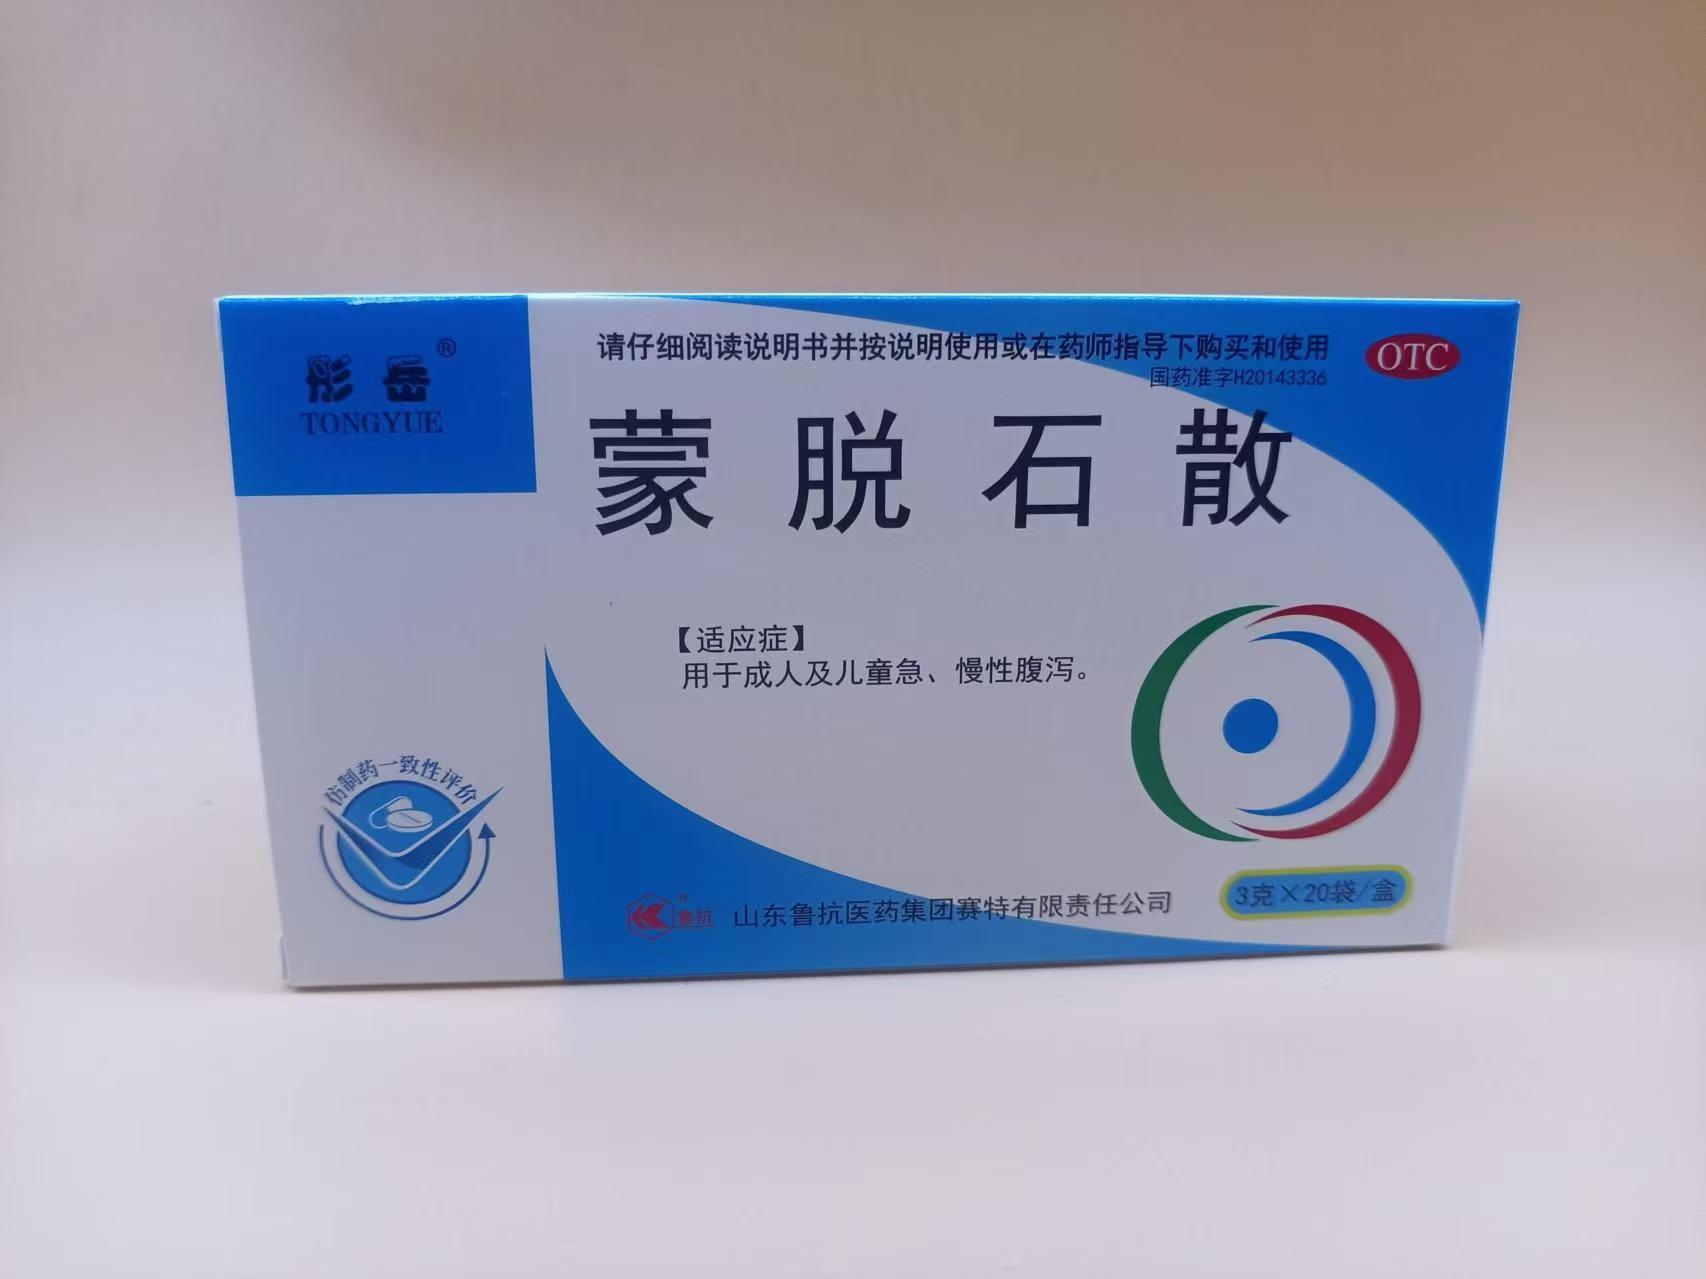 彤岳®
TONGYUE
请仔细阅读说明书并按说明使用或在药师指导下购买和使用
国药准字H20143336
OTC
蒙脱石散
【适应症】
用于成人及儿童急、慢性腹泻。
仿制药一致性评价
鲁抗
山东鲁抗医药集团赛特有限责任公司
3克×20袋/盒